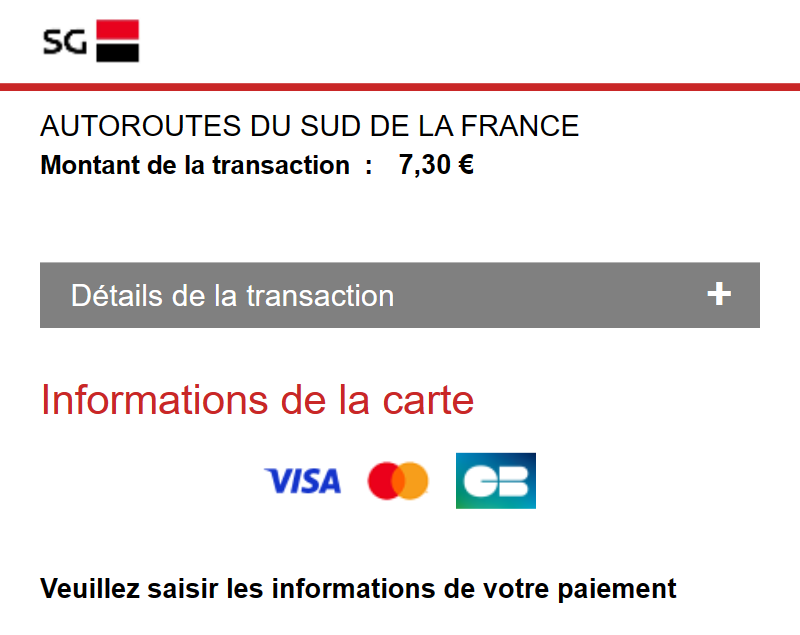 SG
AUTOROUTES DU SUD DE LA FRANCE
Montant de la transaction : 7,30 €
Détails de la transaction +
Informations de la carte
VISA CB
Veuillez saisir les informations de votre paiement